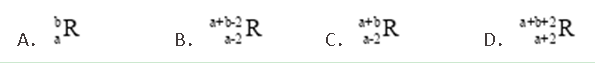 A. ᵇₐR B. ᵃ⁺ᵇ⁻²ₐ₋₂R C. ᵃ⁺ᵇₐ₋₂R D. ᵃ⁺ᵇ⁺²ₐ₊₂R